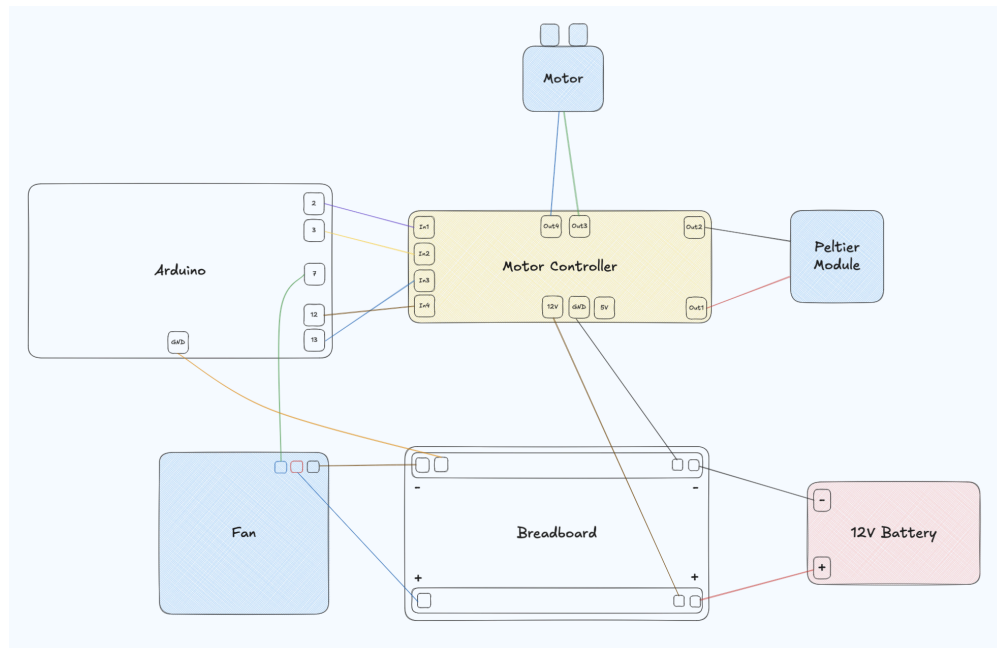 Motor
2
3
7
12
13
GND
Arduino
In1
In2
In3
In4
Out4
Out3
Out2
Out1
12V
GND
5V
Motor Controller
Peltier
Module
Fan
-
-
Breadboard
+
+
-
+
12V Battery